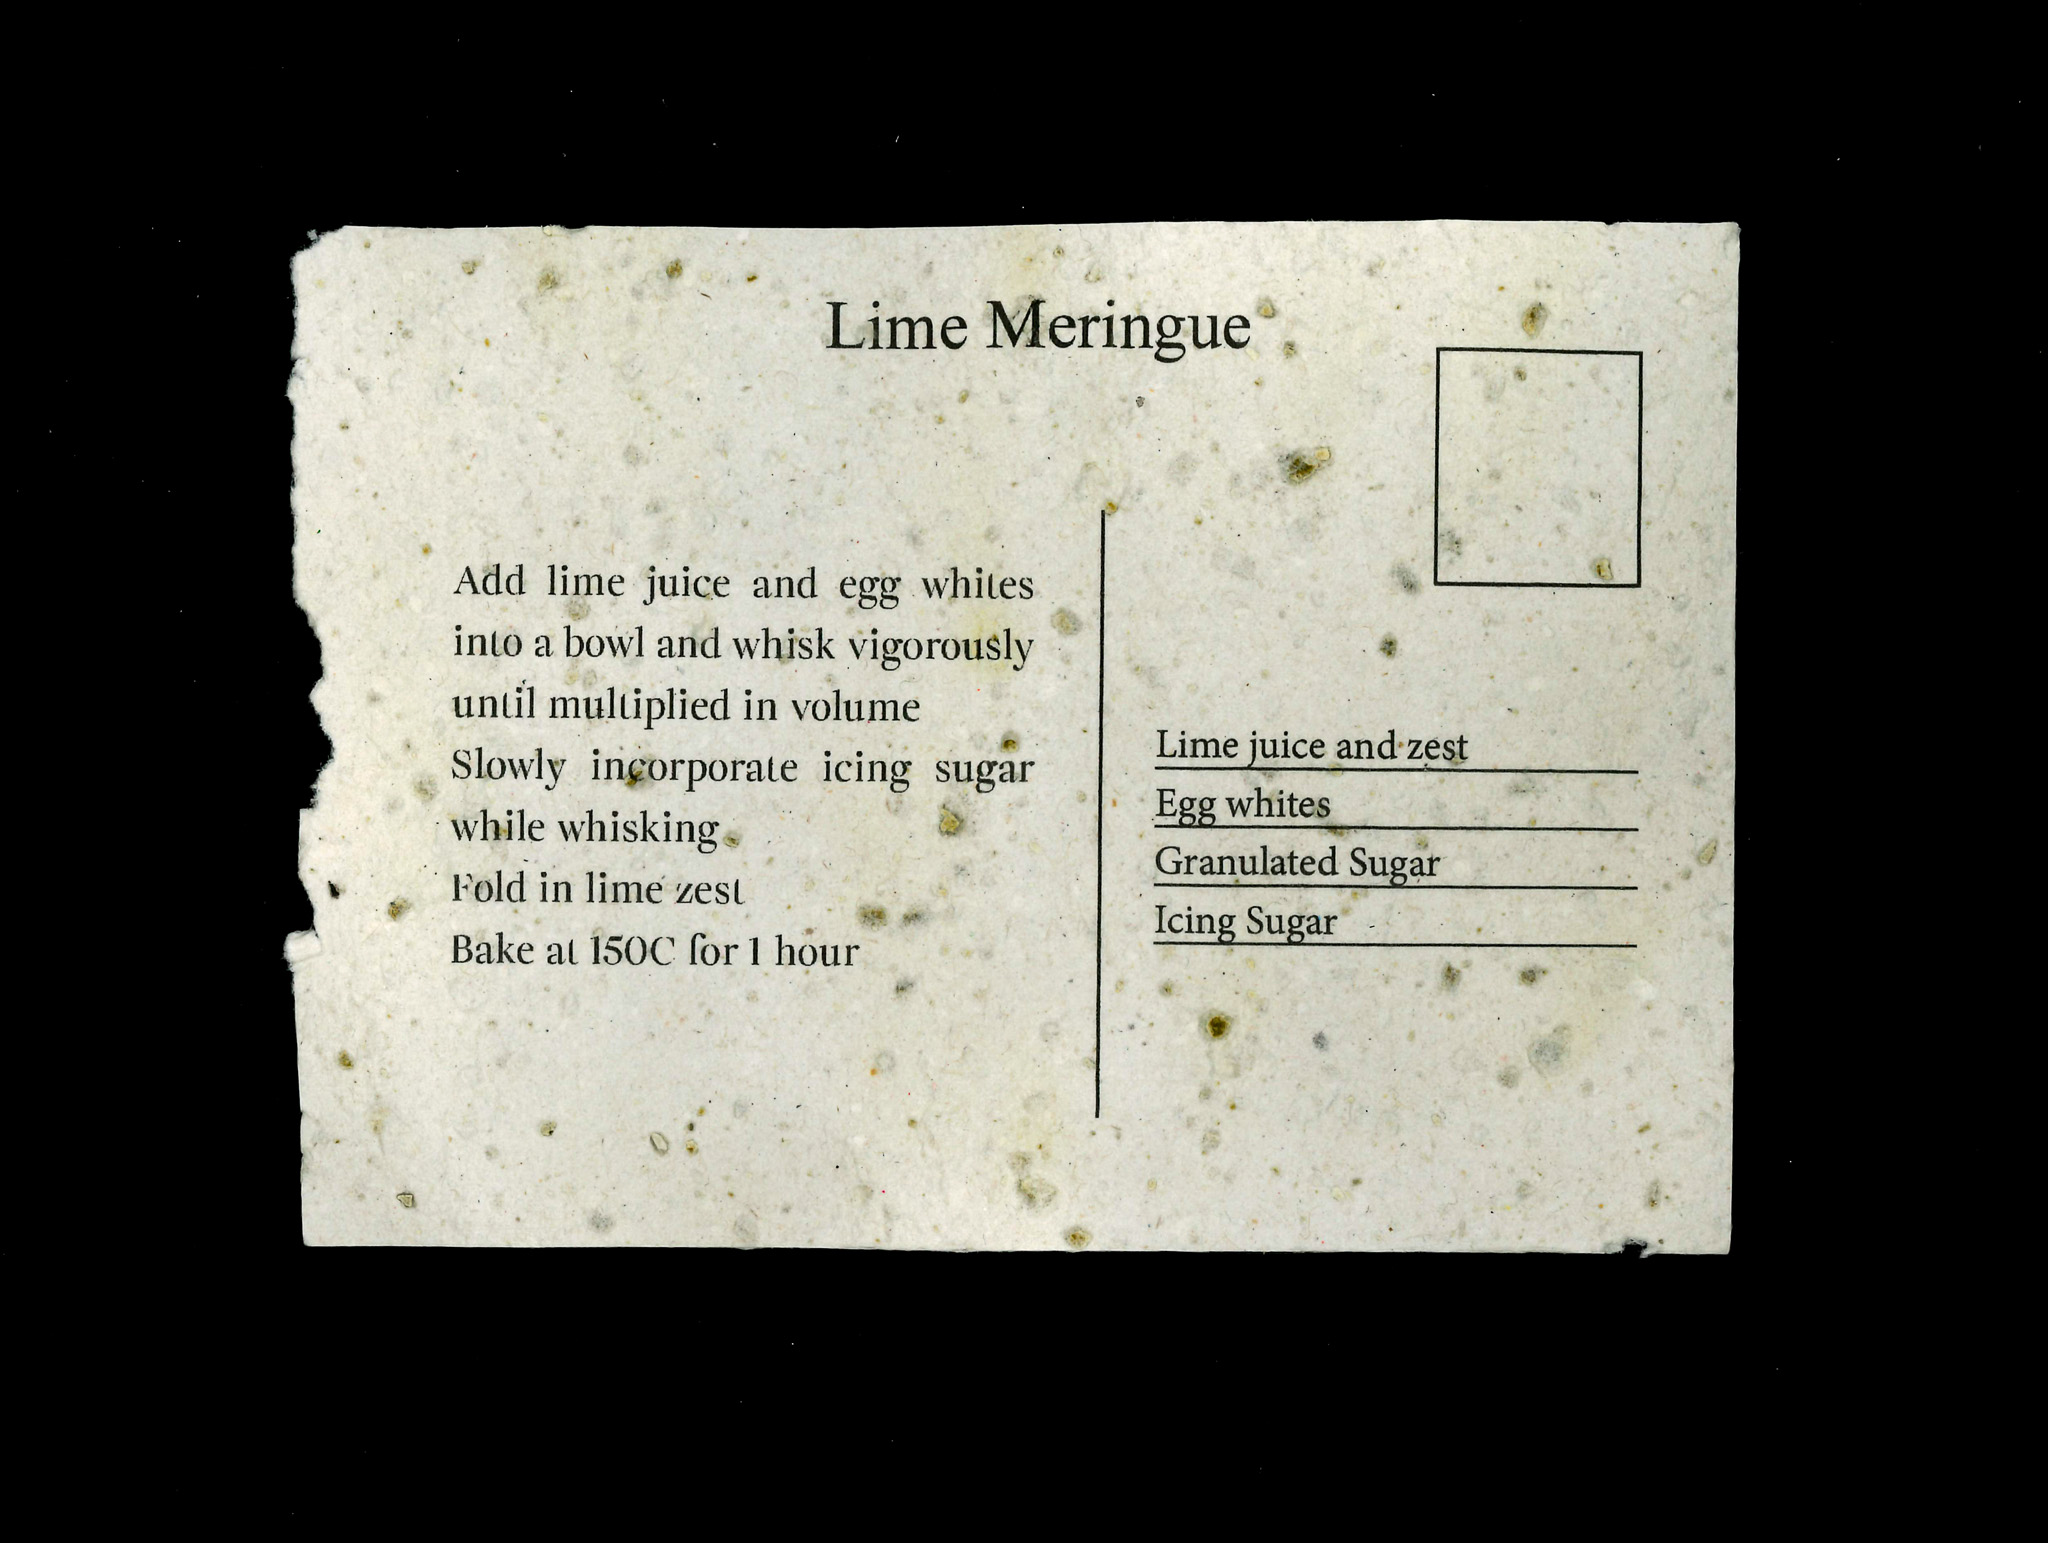 Lime Meringue
Add lime juice and egg whites
into a bowl and whisk vigorously
until multiplied in volume
Slowly incorporate icing sugar
while whisking
Fold in lime zest
Bake at 150C for 1 hour
Lime juice and zest
Egg whites
Granulated Sugar
Icing Sugar